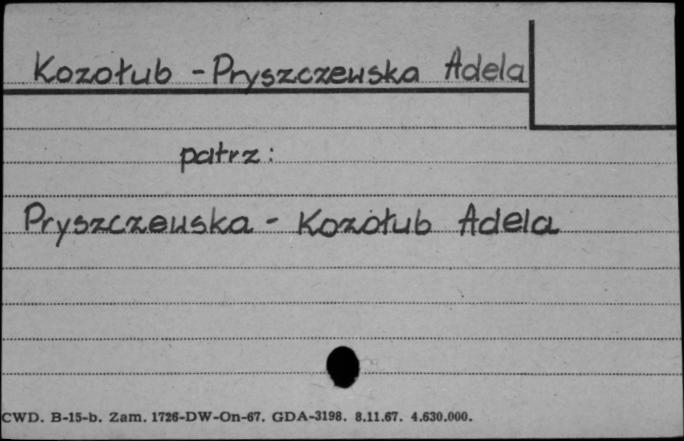 Kozołub - Pryszczewska Adela
patrz:
Pryszczewska - Kozołub Adela
CWD. B-15-b. Zam. 1726-DW-On-67. GDA-3198. 8.11.67. 4.630.000.